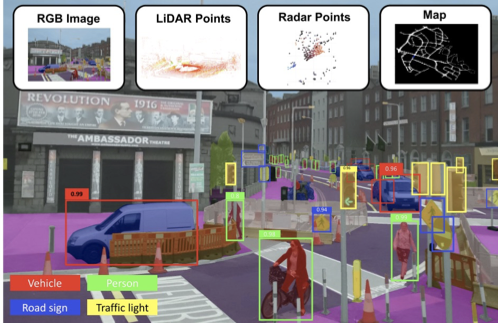 RGB Image
LiDAR Points
Radar Points
Map
REVOLUTION 1916
THE AMBASSADOR THEATRE
0.99
0.96
0.94
Vehicle
Person
Road sign
Traffic light